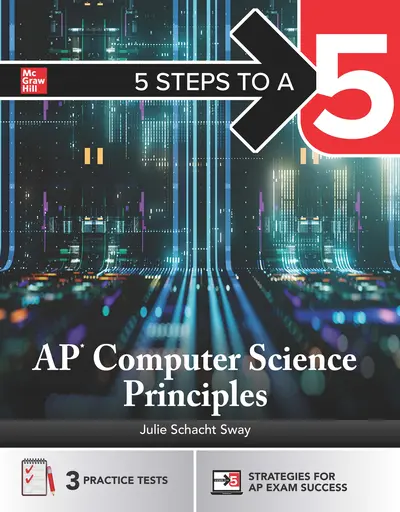 Mc
Graw
Hill
5 STEPS TO A
5
AP* Computer Science
Principles
Julie Schacht Sway
3 PRACTICE TESTS
5
STRATEGIES FOR
AP EXAM SUCCESS